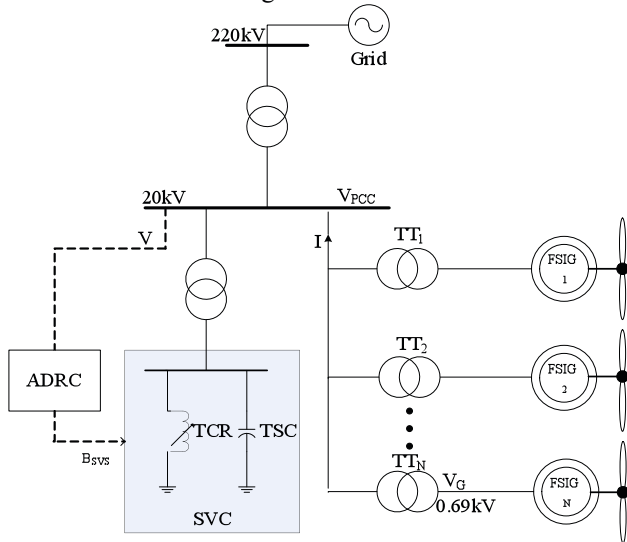 220kV
Grid
20kV
VPCC
V
I
TT1
FSIG
1
ADRC
TT2
FSIG
2
TCR
TSC
BSVS
TTN
VG
0.69kV
FSIG
N
SVC